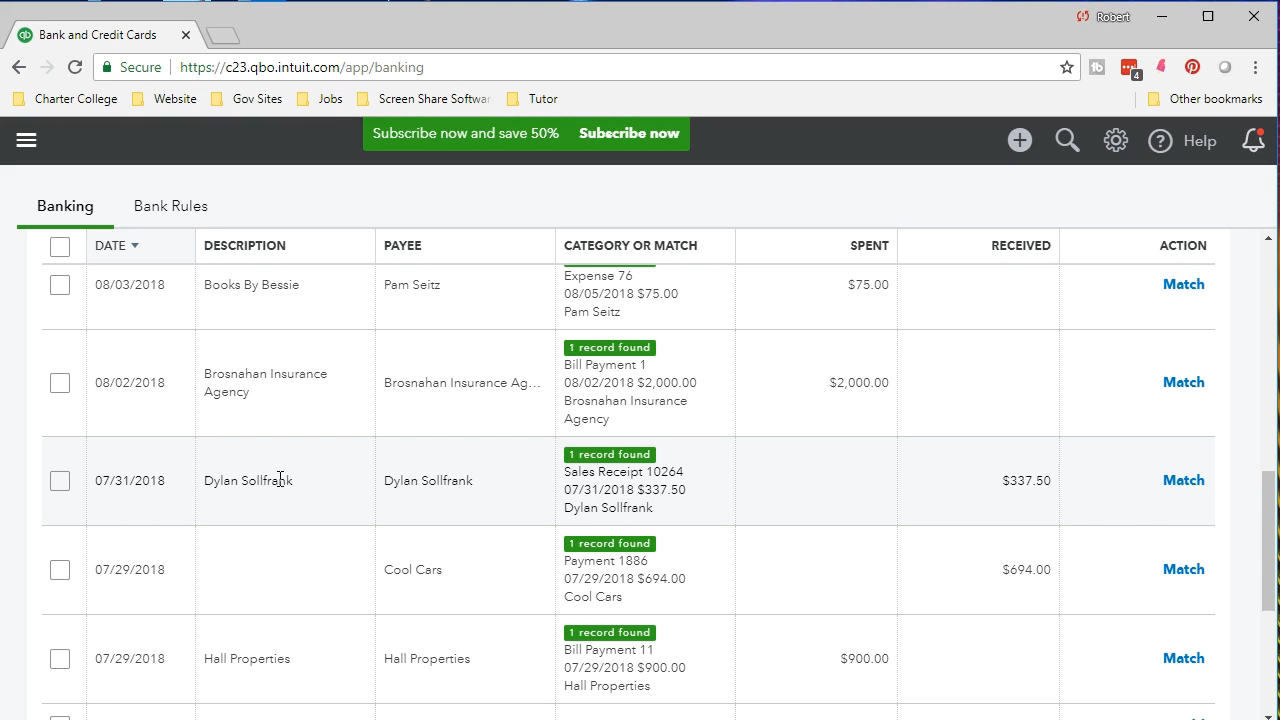 Robert
qb Bank and Credit Cards
Secure https://c23.qbo.intuit.com/app/banking
tb 4
Charter College Website Gov Sites Jobs Screen Share Softwar Tutor Other bookmarks
Subscribe now and save 50% Subscribe now
Help
Banking Bank Rules
DATE DESCRIPTION PAYEE CATEGORY OR MATCH SPENT RECEIVED ACTION
08/03/2018 Books By Bessie Pam Seitz Expense 76 $75.00 Match
08/05/2018 $75.00
Pam Seitz
1 record found
Bill Payment 1
08/02/2018 Brosnahan Insurance Agency Brosnahan Insurance Ag... 08/02/2018 $2,000.00 $2,000.00 Match
Brosnahan Insurance
Agency
1 record found
Sales Receipt 10264
07/31/2018 Dylan Sollfrank Dylan Sollfrank 07/31/2018 $337.50 $337.50 Match
Dylan Sollfrank
1 record found
Payment 1886
07/29/2018 Cool Cars 07/29/2018 $694.00 $694.00 Match
Cool Cars
1 record found
Bill Payment 11
07/29/2018 Hall Properties Hall Properties 07/29/2018 $900.00 $900.00 Match
Hall Properties